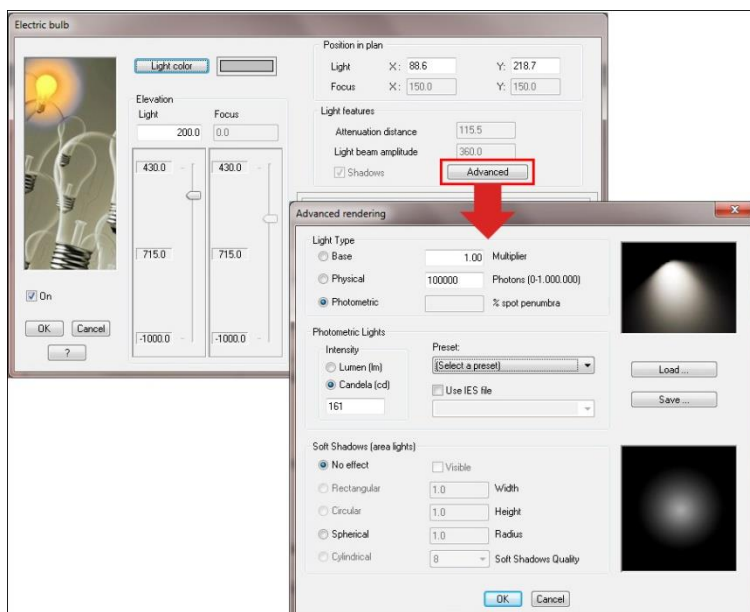 Electric bulb
Light color
Position in plan
Light X: 88.6 Y: 218.7
Focus X: 150.0 Y: 150.0
Elevation
Light Focus
200.0 0.0
430.0 430.0
715.0 715.0
-1000.0 -1000.0
Light features
Attenuation distance 115.5
Light beam amplitude 360.0
Shadows Advanced
On
OK Cancel
?
Advanced rendering
Light Type
Base 1.00 Multiplier
Physical 100000 Photons (0-1.000.000)
Photometric % spot penumbra
Photometric Lights
Intensity
Lumen (lm)
Candela (cd)
161
Preset:
(Select a preset)
Use IES file
Load ...
Save ...
Soft Shadows (area lights)
No effect Visible
Rectangular 1.0 Width
Circular 1.0 Height
Spherical 1.0 Radius
Cylindrical 8 Soft Shadows Quality
OK Cancel